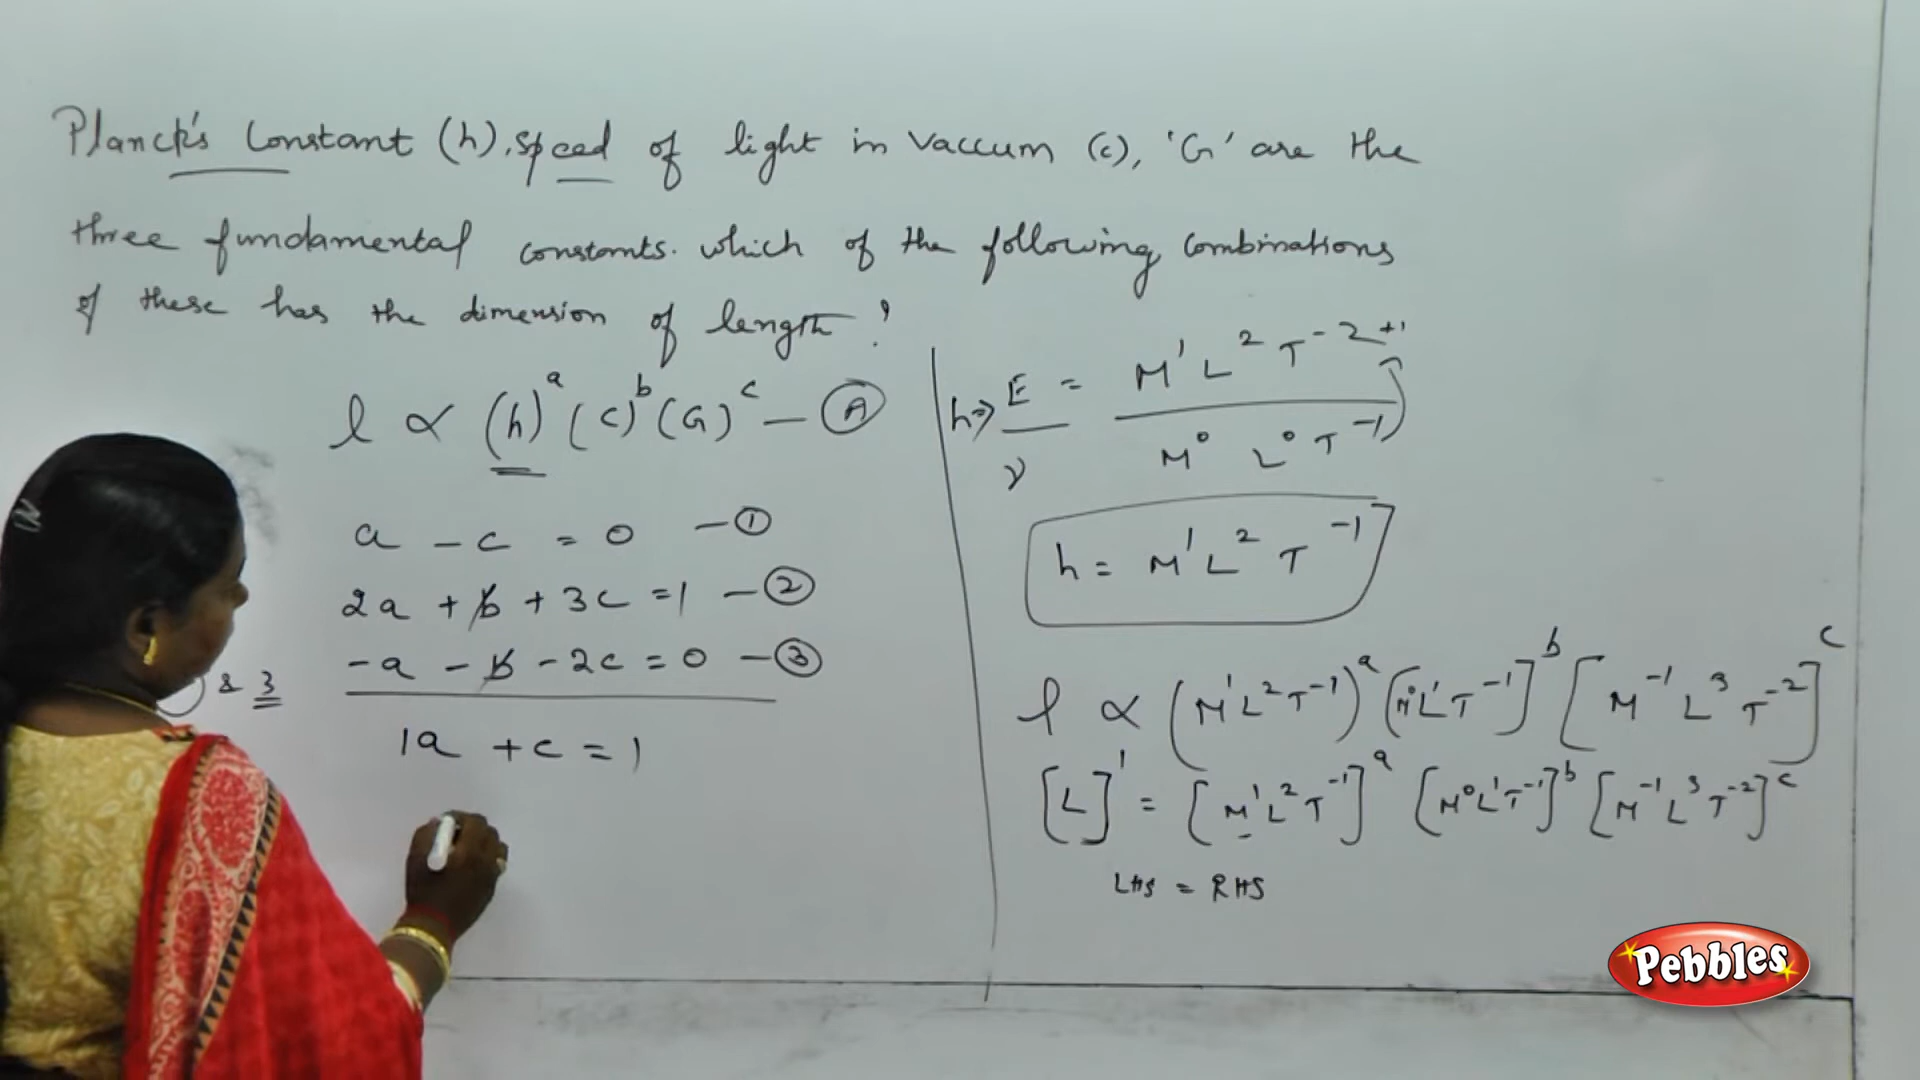 Planck's Constant (h), speed of light in vaccum (c), 'G' are the
three fundamental constants. which of the following combinations
of these has the dimension of length?
l ∝ (h)^a (c)^b (G)^c — (A)
a - c = 0 — (1)
2a + b + 3c = 1 — (2)
-a - b - 2c = 0 — (3)
& 3
1a + c = 1
h ⇒ E/ν = M^1 L^2 T^-2+1 / M^0 L^0 T^-1
h = M^1 L^2 T^-1
l ∝ (M^1 L^2 T^-1)^a [M^0 L^1 T^-1]^b [M^-1 L^3 T^-2]^c
[L]^1 = [M^1 L^2 T^-1]^a [M^0 L^1 T^-1]^b [M^-1 L^3 T^-2]^c
LHS = RHS
Pebbles